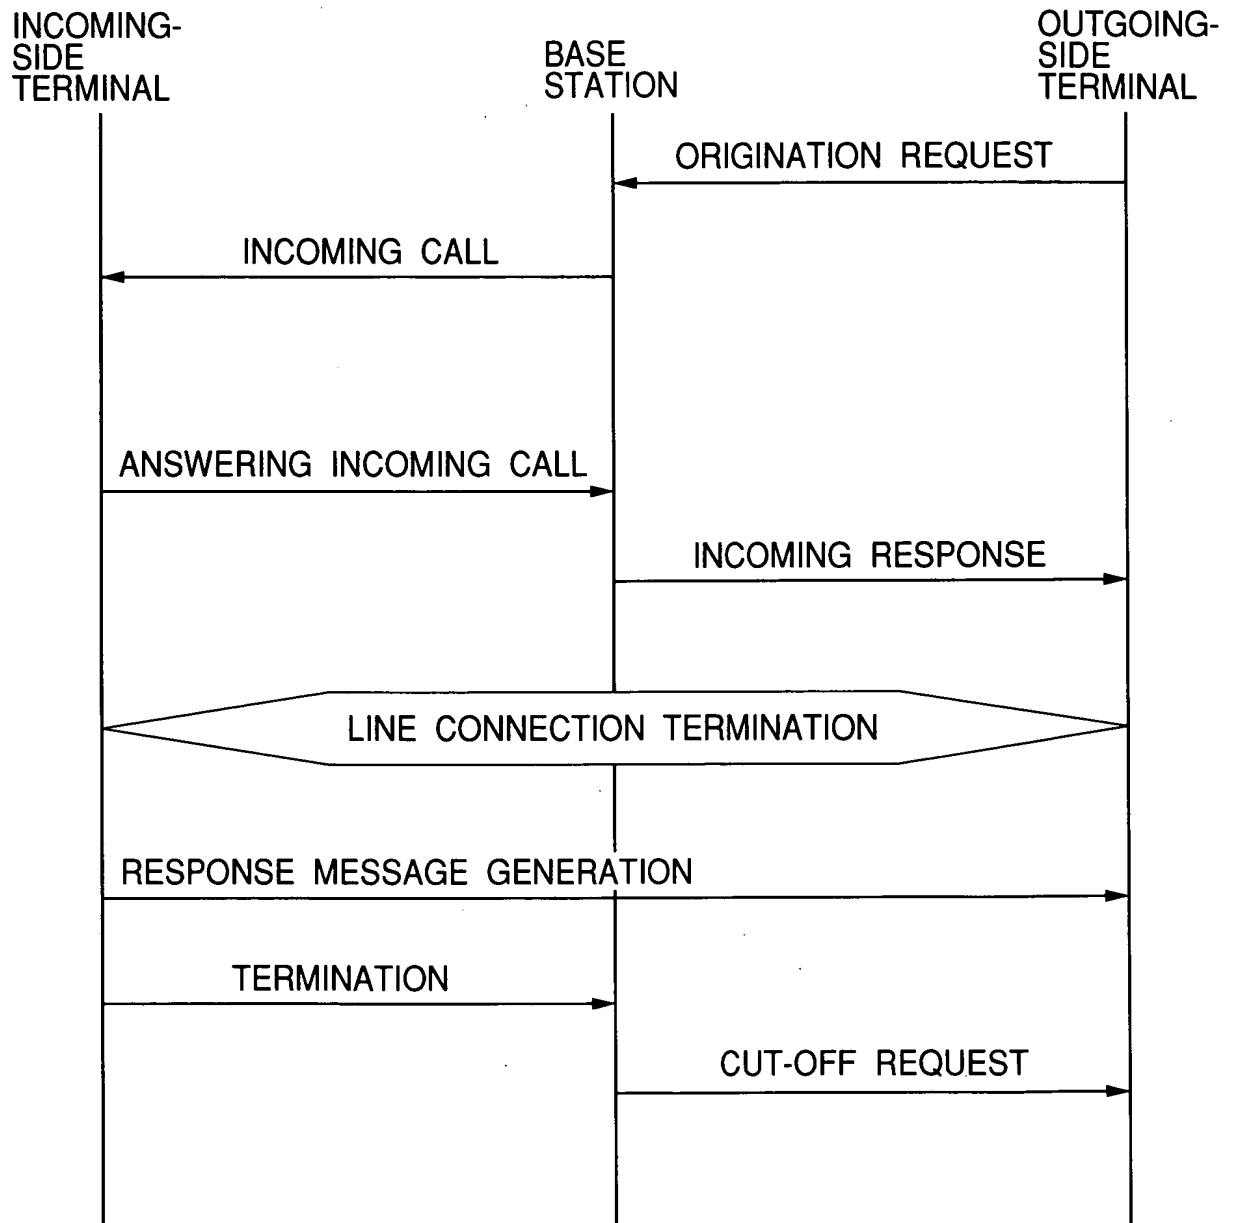 INCOMING-
SIDE
TERMINAL
BASE
STATION
OUTGOING-
SIDE
TERMINAL
ORIGINATION REQUEST
INCOMING CALL
ANSWERING INCOMING CALL
INCOMING RESPONSE
LINE CONNECTION TERMINATION
RESPONSE MESSAGE GENERATION
TERMINATION
CUT-OFF REQUEST